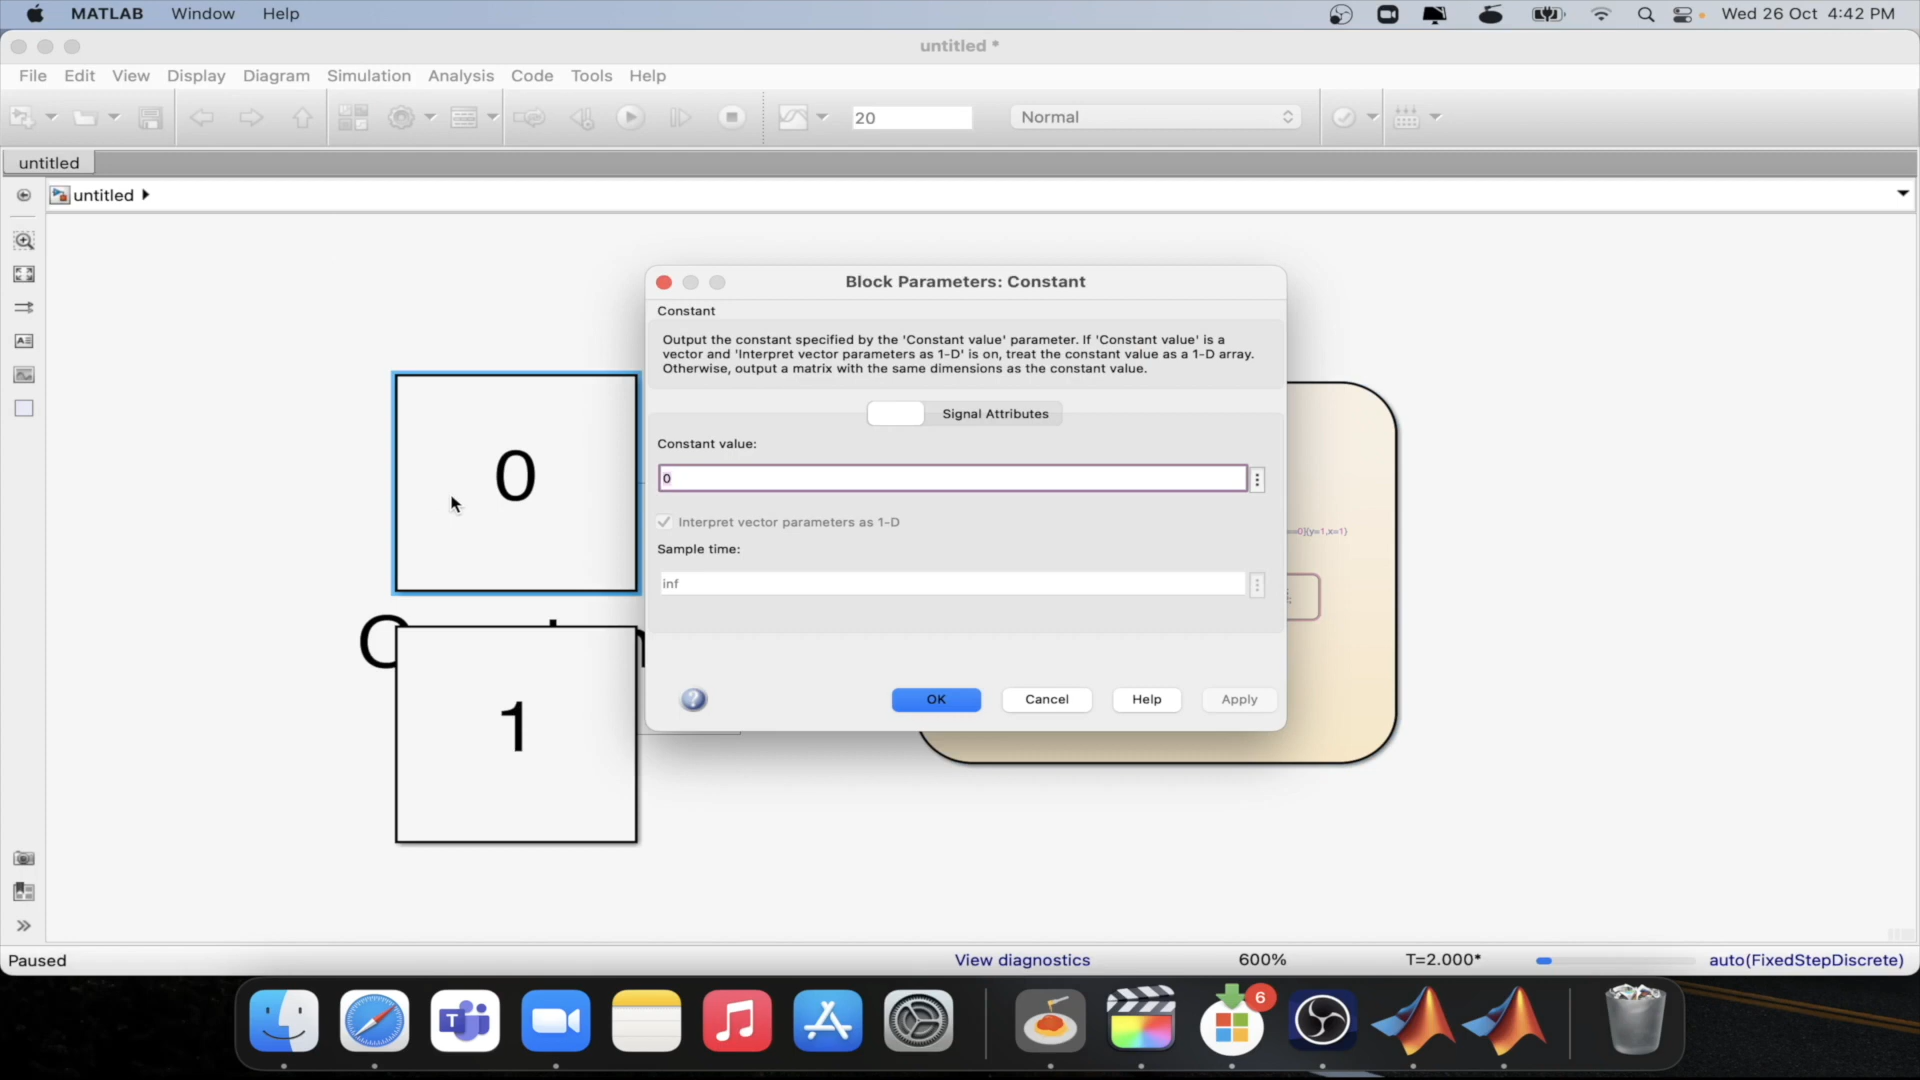 MATLAB Window Help
Wed 26 Oct 4:42 PM
untitled *
File Edit View Display Diagram Simulation Analysis Code Tools Help
20
Normal
untitled
untitled
Block Parameters: Constant
Constant
Output the constant specified by the 'Constant value' parameter. If 'Constant value' is a
vector and 'Interpret vector parameters as 1-D' is on, treat the constant value as a 1-D array.
Otherwise, output a matrix with the same dimensions as the constant value.
Signal Attributes
Constant value:
0
Interpret vector parameters as 1-D
Sample time:
inf
OK Cancel Help Apply
0
1
==0]{y=1,x=1}
Paused
View diagnostics
600%
T=2.000*
auto(FixedStepDiscrete)
6